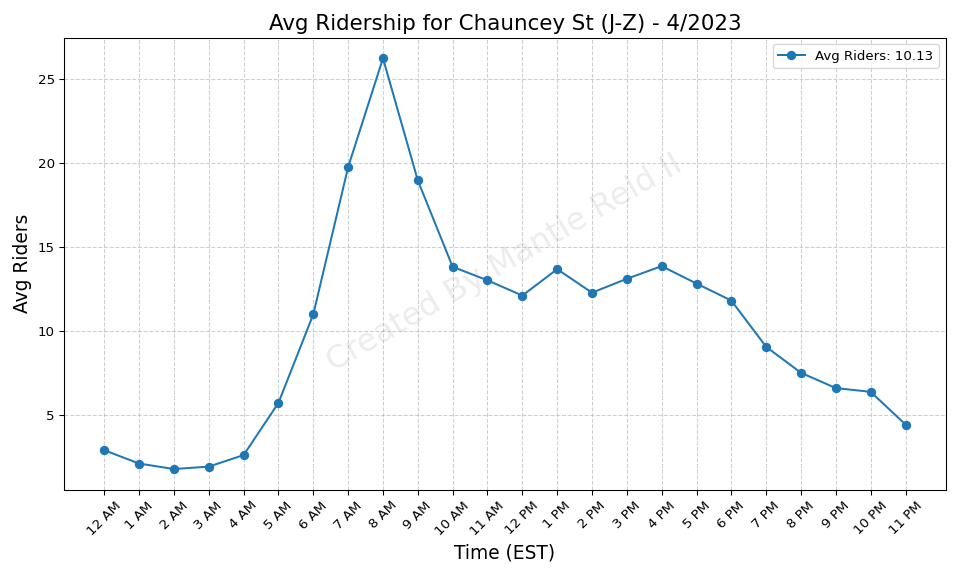 Avg Ridership for Chauncey St (J-Z) - 4/2023
Avg Riders: 10.13
Avg Riders
25
20
15
10
5
Created By Mantle Reid II
12 AM
1 AM
2 AM
3 AM
4 AM
5 AM
6 AM
7 AM
8 AM
9 AM
10 AM
11 AM
12 PM
1 PM
2 PM
3 PM
4 PM
5 PM
6 PM
7 PM
8 PM
9 PM
10 PM
11 PM
Time (EST)